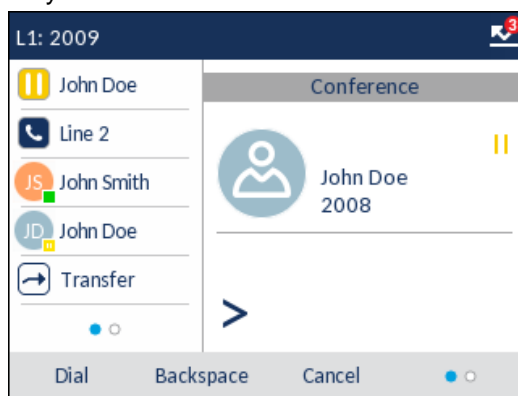 L1: 2009
3
John Doe
Line 2
JS John Smith
JD John Doe
Transfer
Conference
John Doe
2008
>
Dial Backspace Cancel